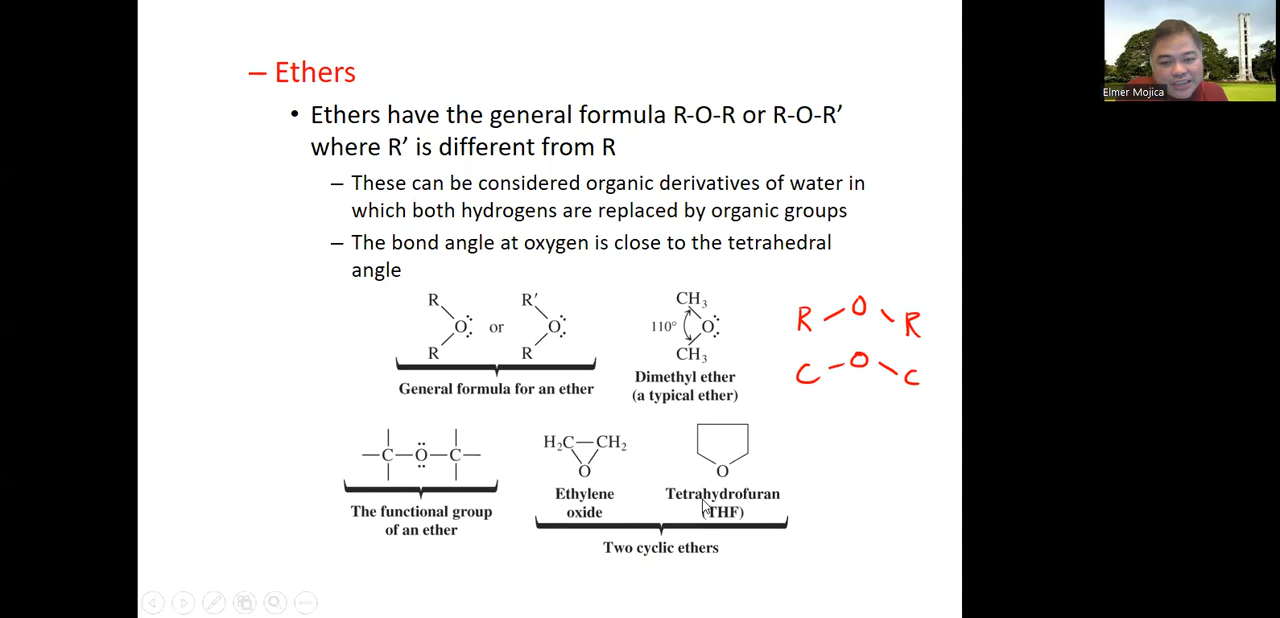 – Ethers
• Ethers have the general formula R-O-R or R-O-R’
where R’ is different from R
– These can be considered organic derivatives of water in
which both hydrogens are replaced by organic groups
– The bond angle at oxygen is close to the tetrahedral
angle
R
O:
R
or
R′
O:
R
General formula for an ether
CH₃
110° O:
CH₃
Dimethyl ether
(a typical ether)
R – O – R
C – O – C
–C–O–C–
The functional group
of an ether
H₂C–CH₂
O
Ethylene
oxide
O
Tetrahydrofuran
(THF)
Two cyclic ethers
Elmer Mojica